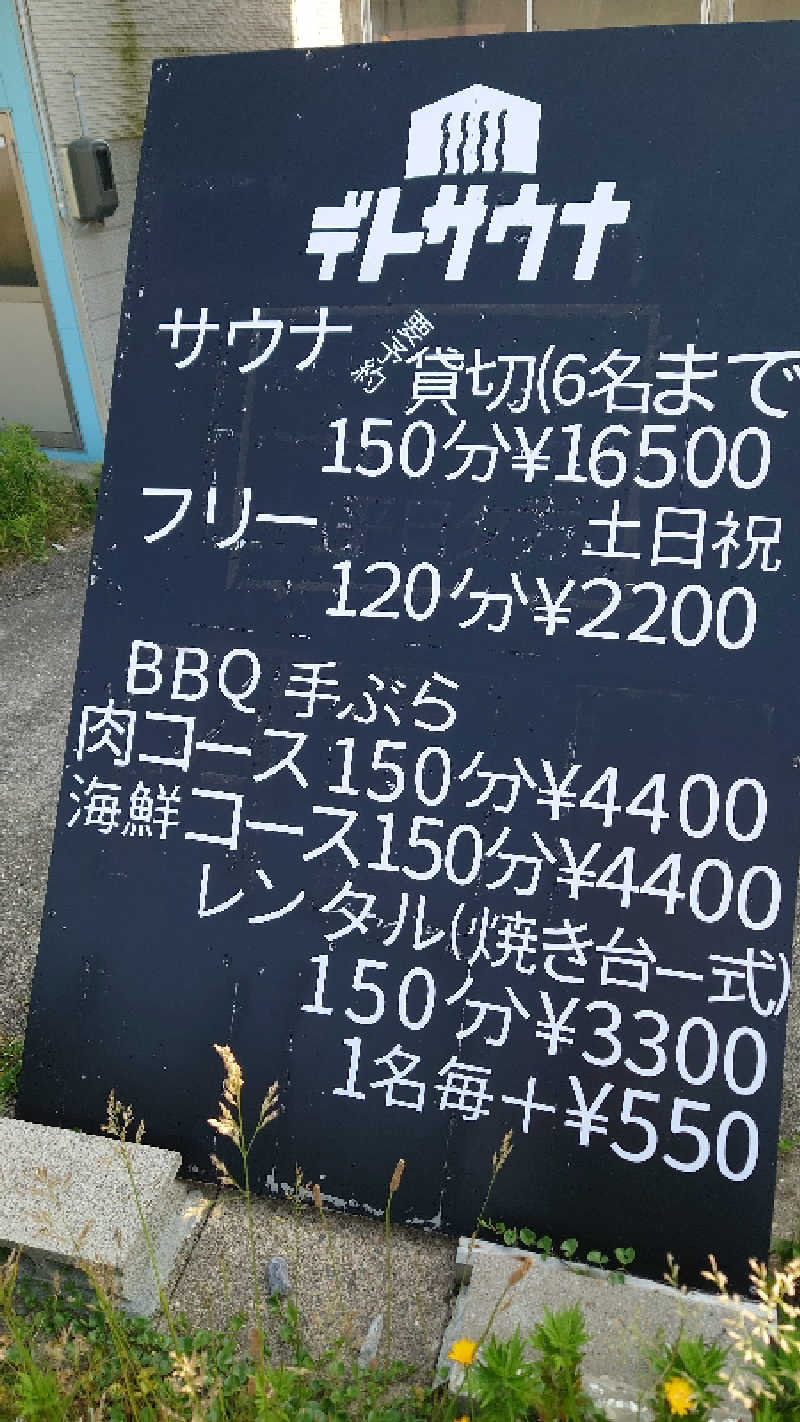 デトサウナ
サウナ 要予約 貸切(6名まで
150分¥16500
フリー 土日祝
120分¥2200
BBQ 手ぶら
肉コース 150分¥4400
海鮮コース150分¥4400
レンタル(焼き台一式)
150分¥3300
1名毎+¥550